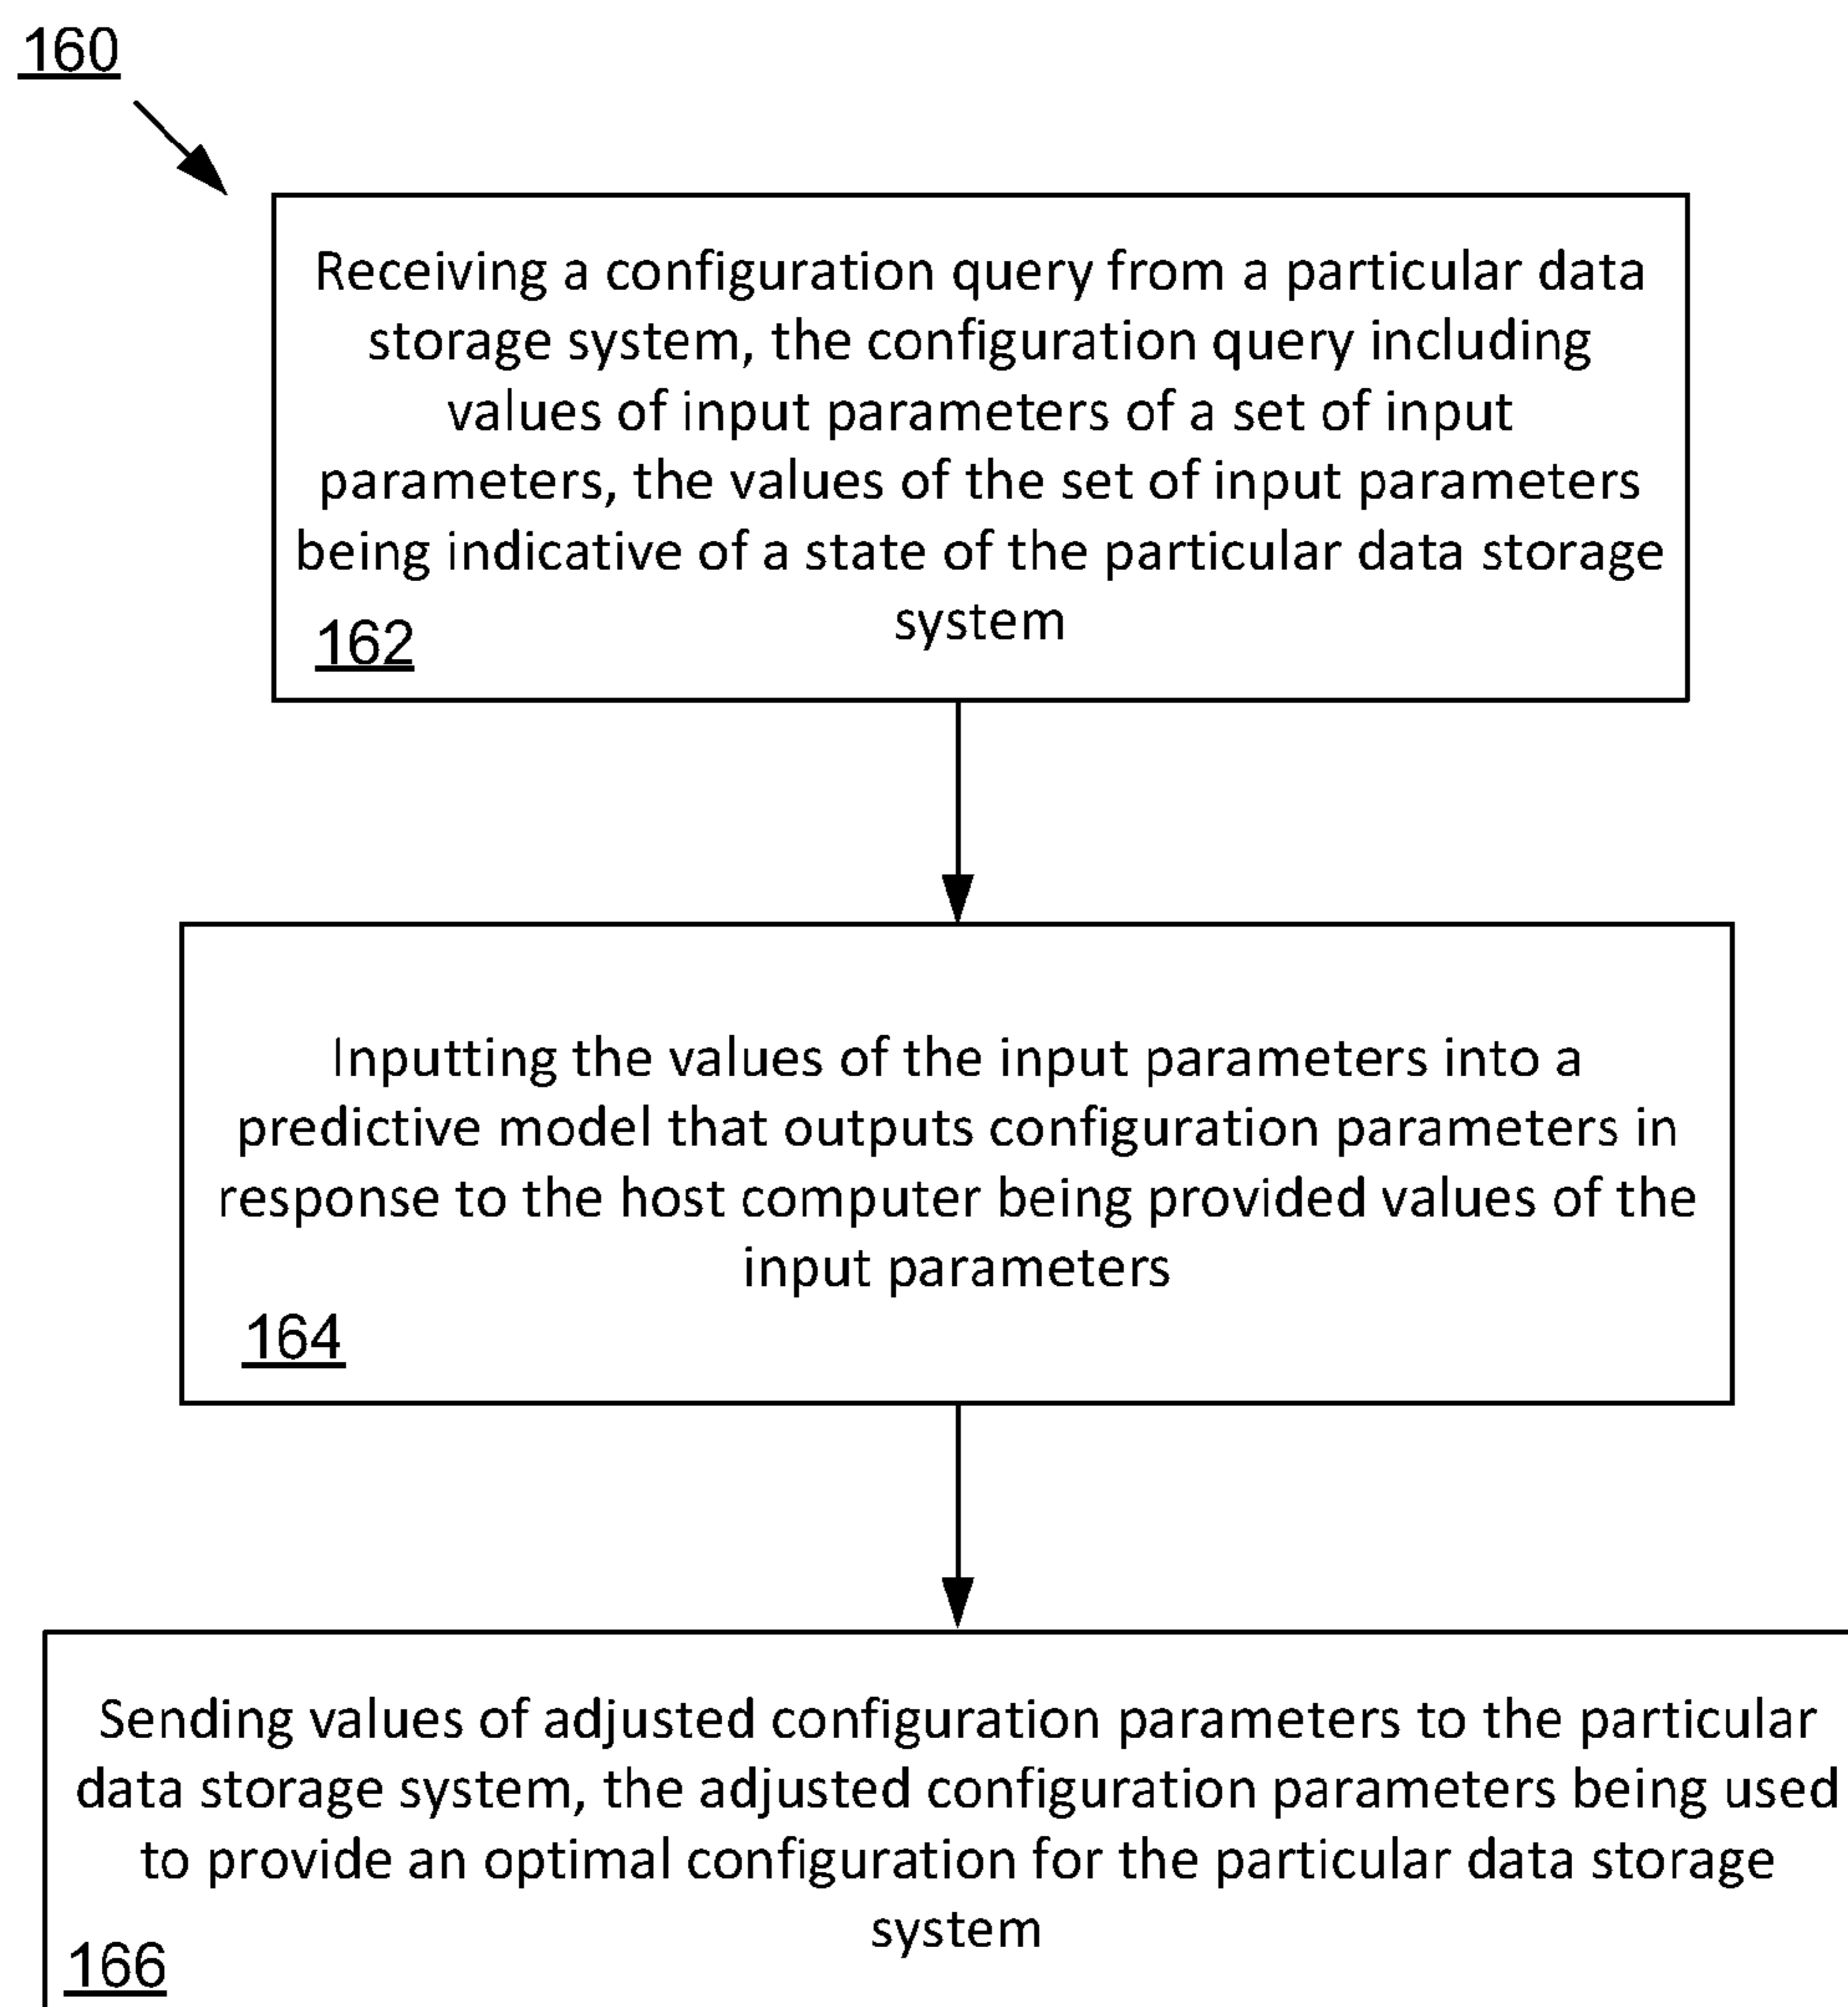 160
Receiving a configuration query from a particular data
storage system, the configuration query including
values of input parameters of a set of input
parameters, the values of the set of input parameters
being indicative of a state of the particular data storage
system
162
Inputting the values of the input parameters into a
predictive model that outputs configuration parameters in
response to the host computer being provided values of the
input parameters
164
Sending values of adjusted configuration parameters to the particular
data storage system, the adjusted configuration parameters being used
to provide an optimal configuration for the particular data storage
system
166